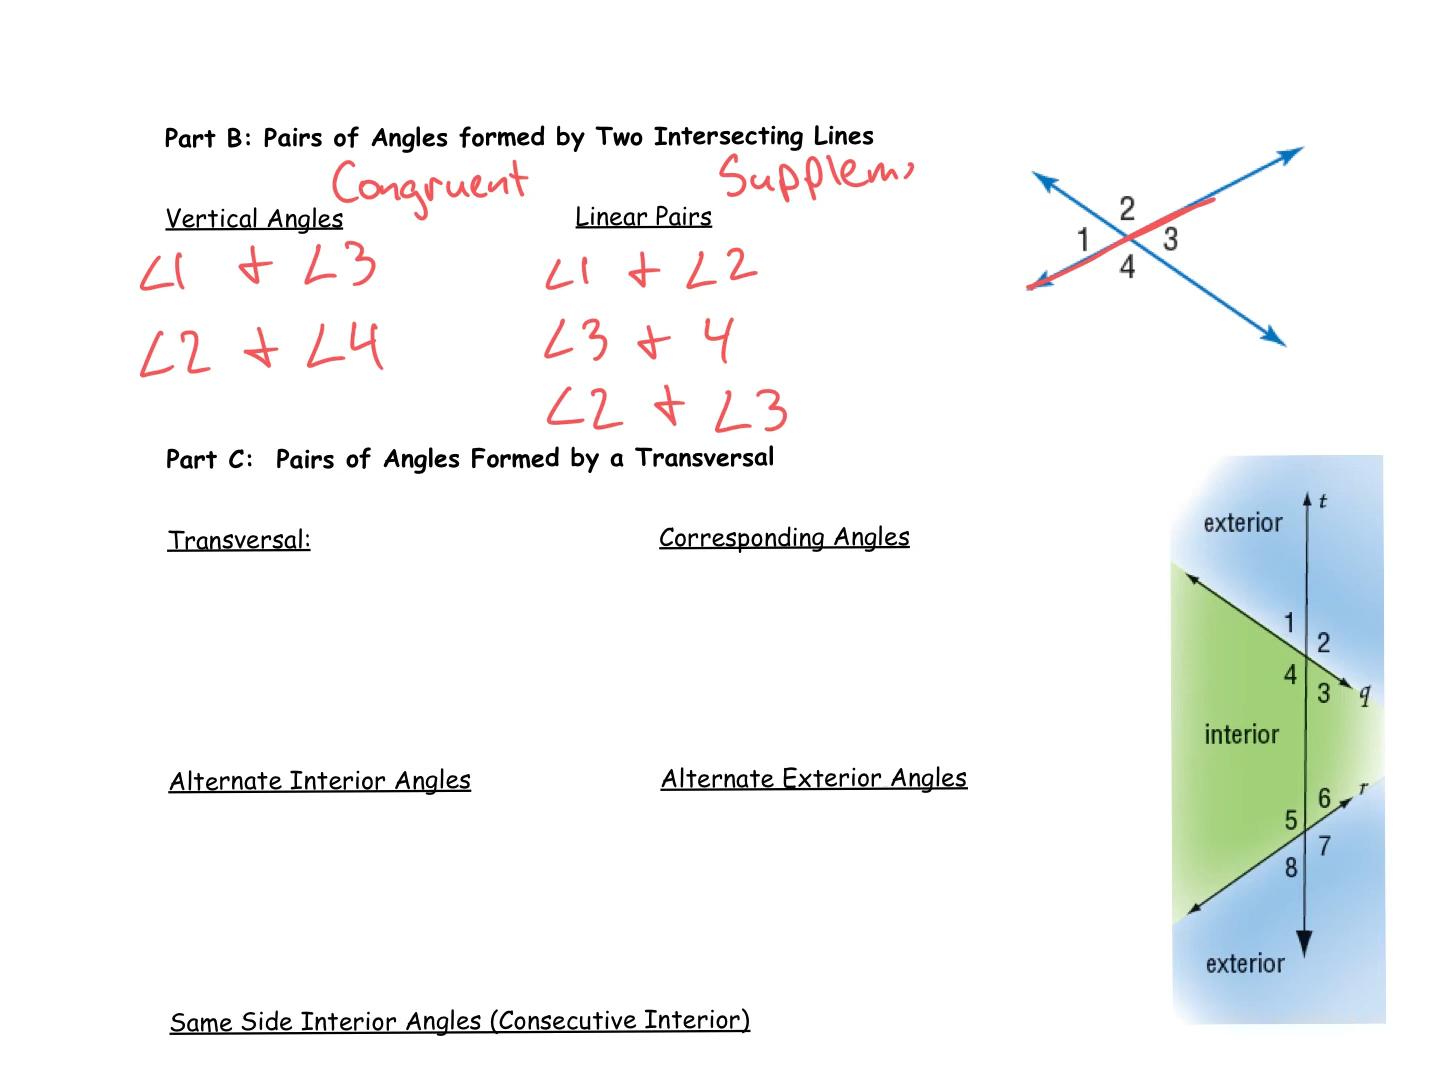 Part B: Pairs of Angles formed by Two Intersecting Lines
Congruent
Supplem,
Vertical Angles
Linear Pairs
∠1 + ∠3
∠1 + ∠2
∠2 + ∠4
∠3 + 4
∠2 + ∠3
2
1
3
4
Part C: Pairs of Angles Formed by a Transversal
Transversal:
Corresponding Angles
Alternate Interior Angles
Alternate Exterior Angles
Same Side Interior Angles (Consecutive Interior)
t
exterior
1
2
4
3
q
interior
r
6
5
7
8
exterior